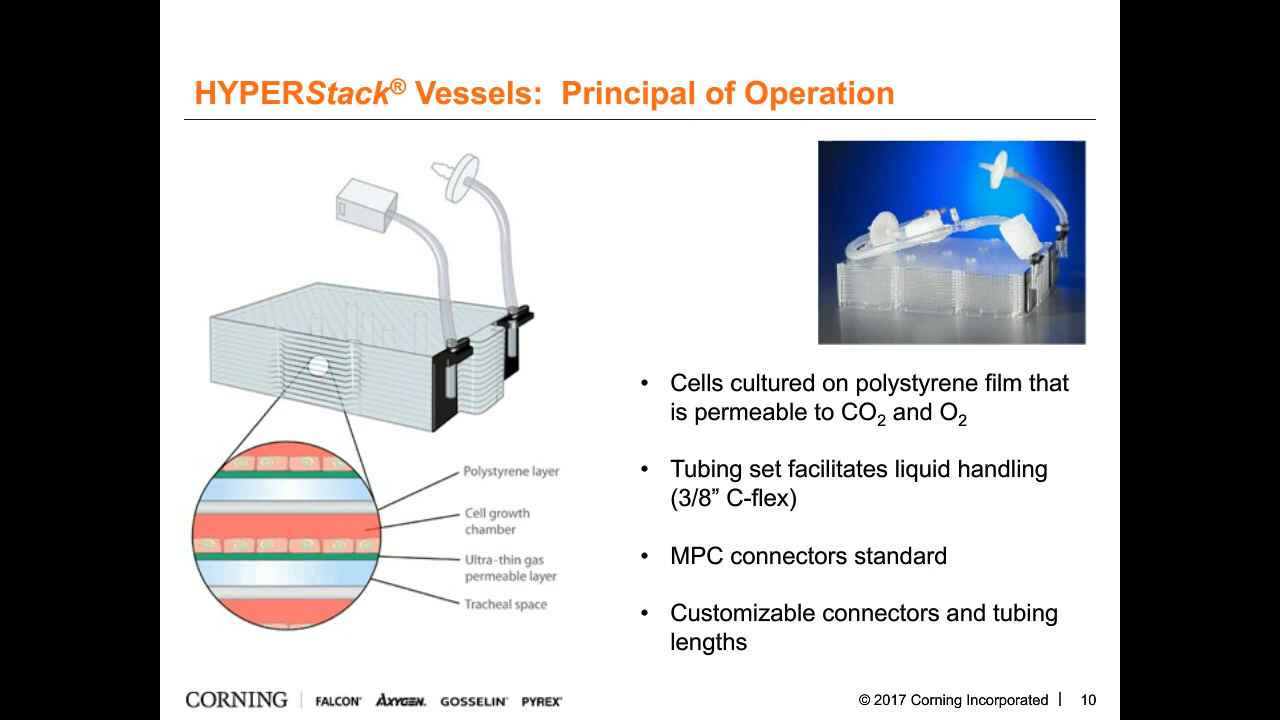 HYPERStack® Vessels: Principal of Operation
Polystyrene layer
Cell growth
chamber
Ultra-thin gas
permeable layer
Tracheal space
• Cells cultured on polystyrene film that
is permeable to CO₂ and O₂
• Tubing set facilitates liquid handling
(3/8” C-flex)
• MPC connectors standard
• Customizable connectors and tubing
lengths
CORNING | FALCON® AXYGEN® GOSSELIN™ PYREX®
© 2017 Corning Incorporated | 10